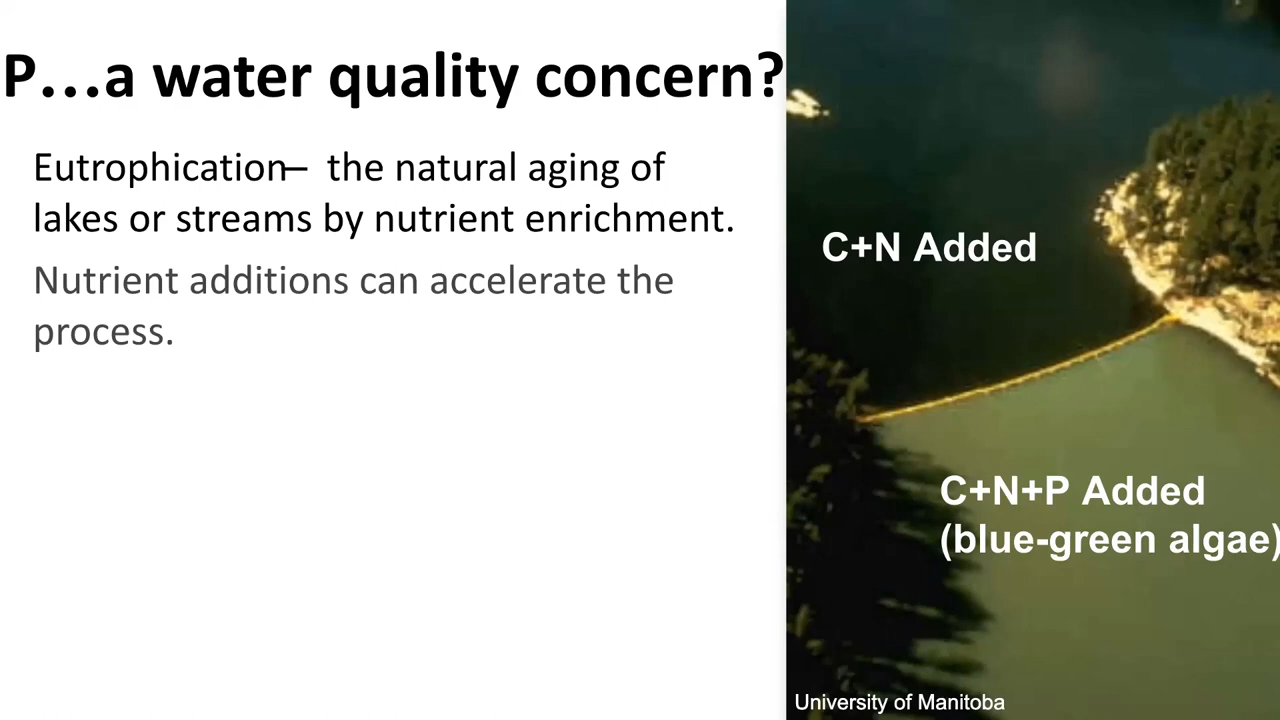 P…a water quality concern?
Eutrophication– the natural aging of
lakes or streams by nutrient enrichment.
Nutrient additions can accelerate the
process.
C+N Added
C+N+P Added
(blue-green algae)
University of Manitoba